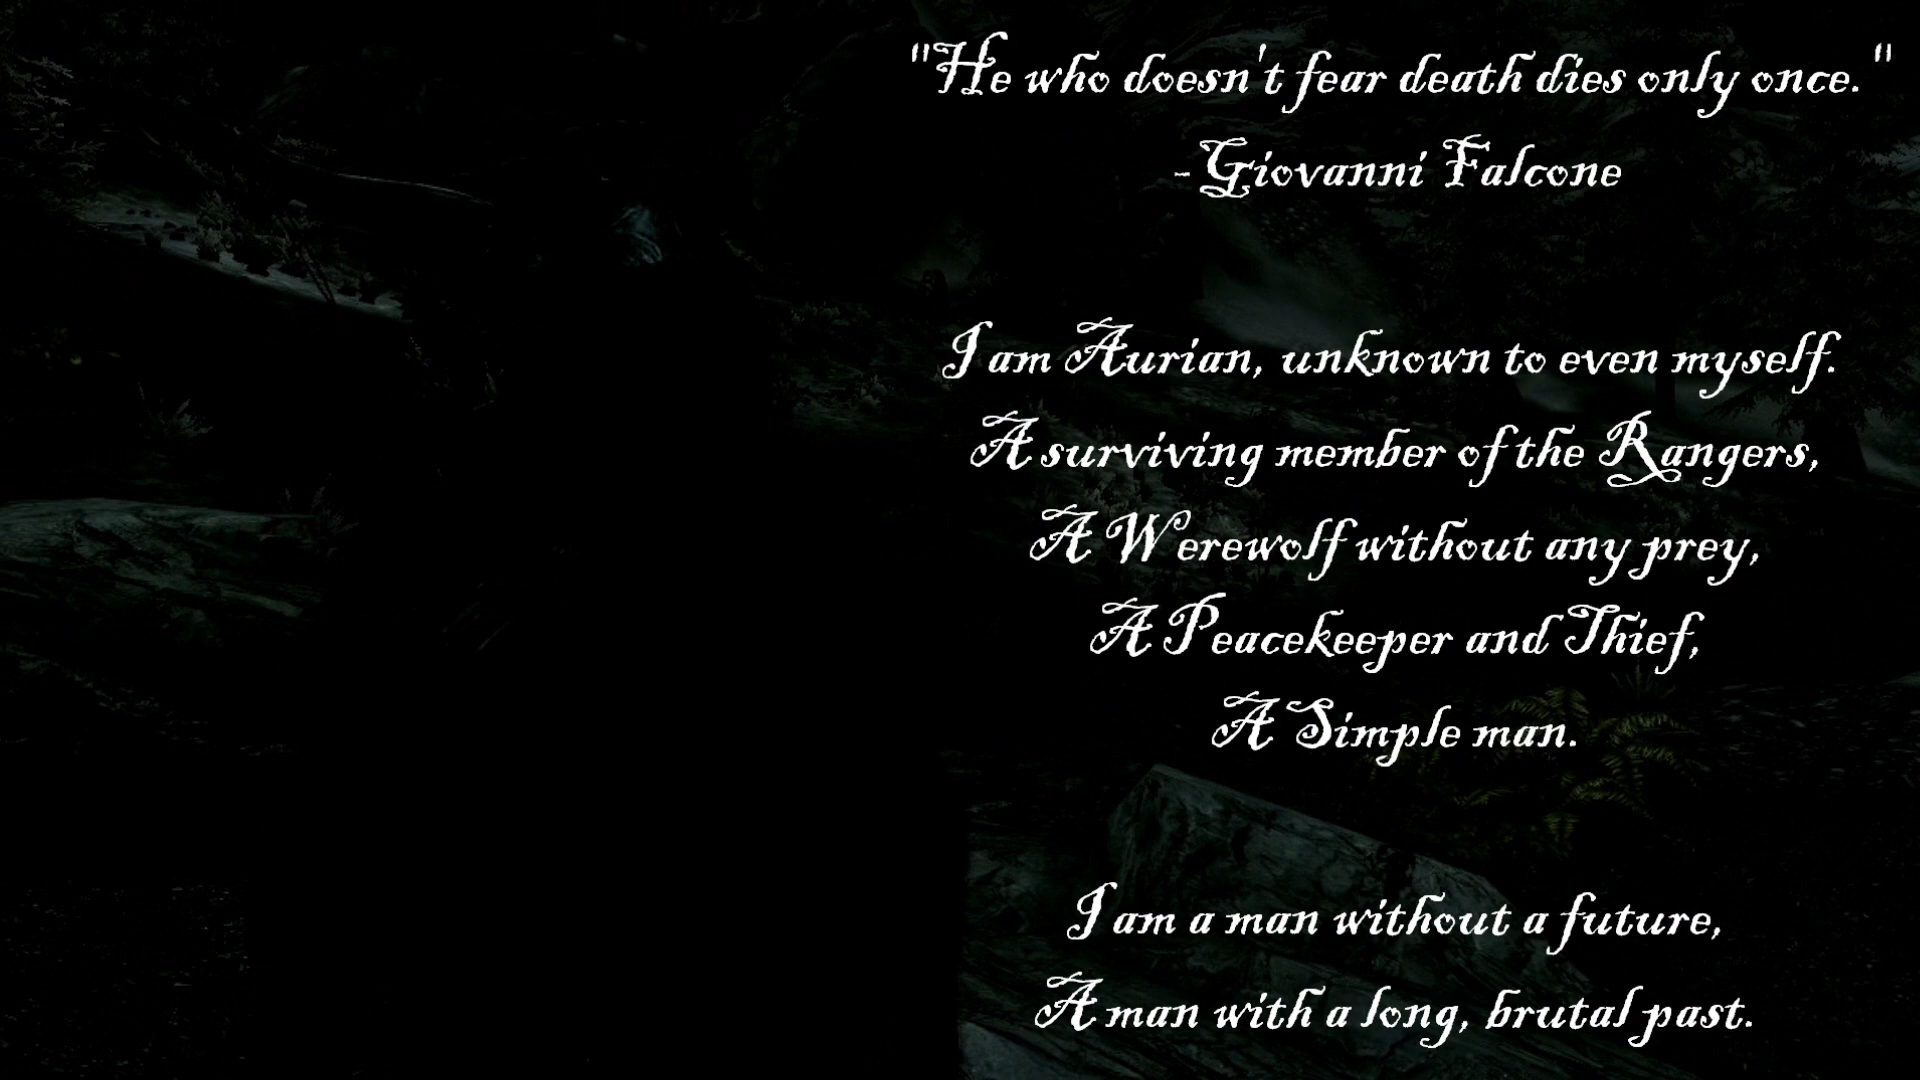 "He who doesn't fear death dies only once."
-Giovanni Falcone
I am Aurian, unknown to even myself.
A surviving member of the Rangers,
A Werewolf without any prey,
A Peacekeeper and Thief,
A Simple man.
I am a man without a future,
A man with a long, brutal past.